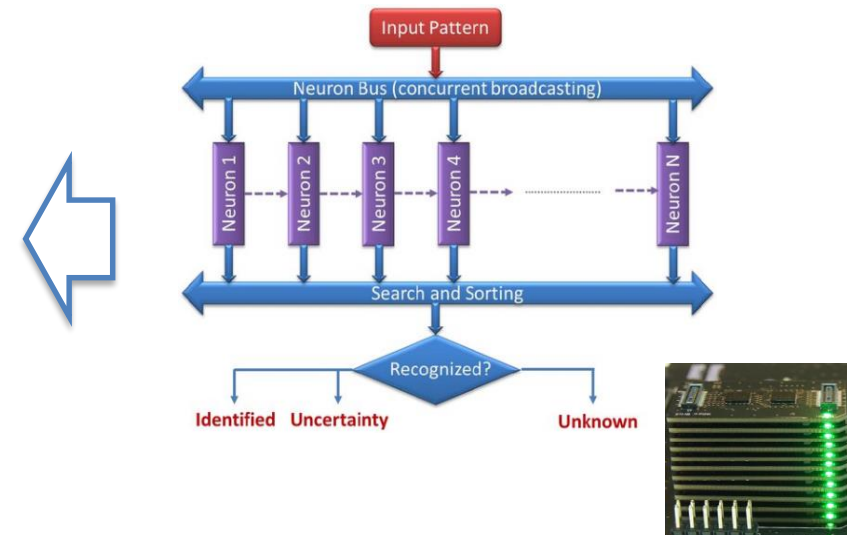 Input Pattern
Neuron Bus (concurrent broadcasting)
Neuron 1
Neuron 2
Neuron 3
Neuron 4
Neuron N
Search and Sorting
Recognized?
Identified
Uncertainty
Unknown